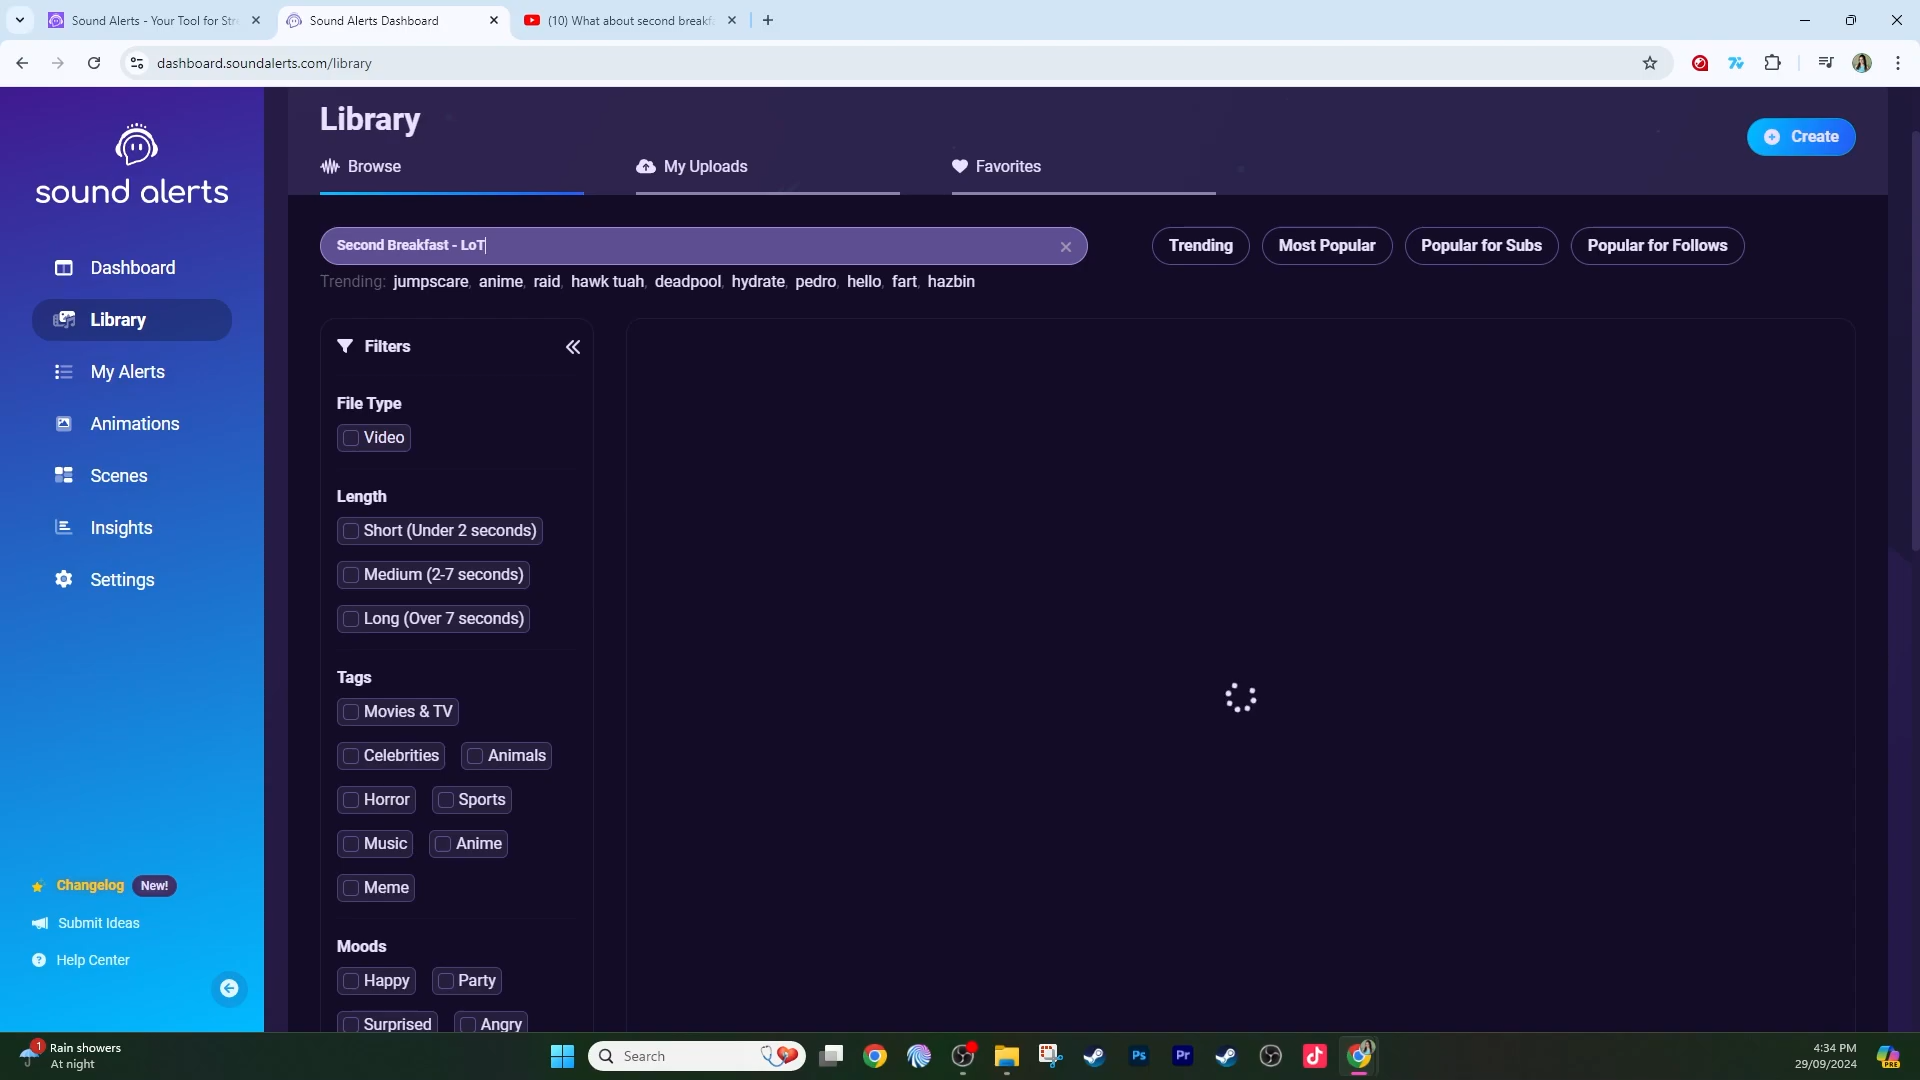 Sound Alerts - Your Tool for Str
Sound Alerts Dashboard
(10) What about second breakfa
dashboard.soundalerts.com/library
sound alerts
Dashboard
Library
My Alerts
Animations
Scenes
Insights
Settings
Changelog New!
Submit Ideas
Help Center
Library
Create
Browse
My Uploads
Favorites
Second Breakfast - LoT
Trending
Most Popular
Popular for Subs
Popular for Follows
Trending: jumpscare, anime, raid, hawk tuah, deadpool, hydrate, pedro, hello, fart, hazbin
Filters
File Type
Video
Length
Short (Under 2 seconds)
Medium (2-7 seconds)
Long (Over 7 seconds)
Tags
Movies & TV
Celebrities Animals
Horror Sports
Music Anime
Meme
Moods
Happy Party
Surprised Angry
1
Rain showers
At night
Search
Ps
Pr
4:34 PM
29/09/2024
PRE